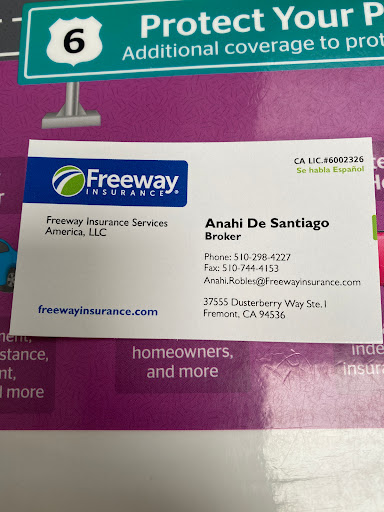 6
Protect Your P
Additional coverage to prot
CA LIC.#6002326
Se habla Español
Freeway
INSURANCE
Freeway Insurance Services
America, LLC
Anahi De Santiago
Broker
Phone: 510-298-4227
Fax: 510-744-4153
Anahi.Robles@Freewayinsurance.com
37555 Dusterberry Way Ste.I
Fremont, CA 94536
freewayinsurance.com
stance,
homeowners,
and more
more